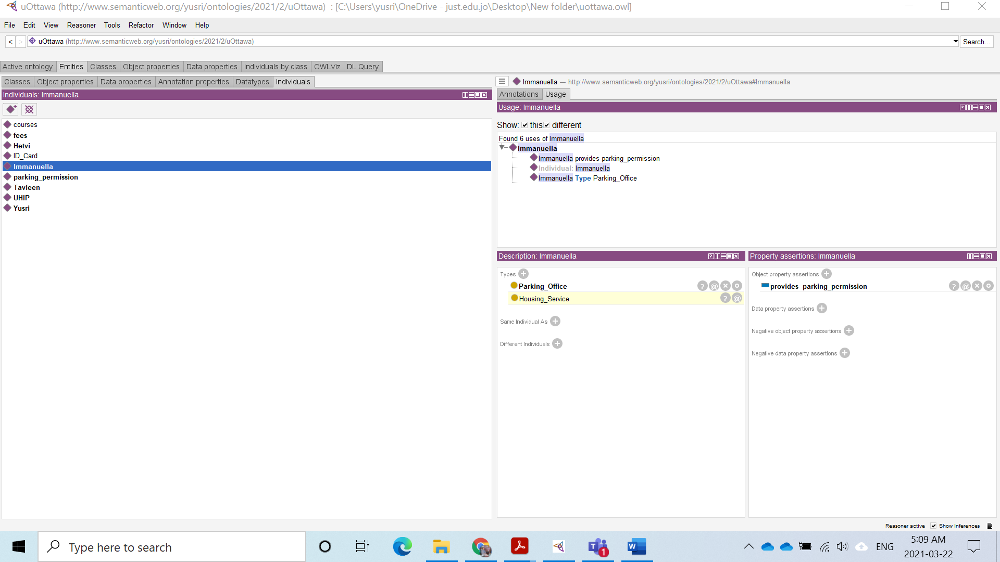 uOttawa (http://www.semanticweb.org/yusri/ontologies/2021/2/uOttawa) : [C:\Users\yusri\OneDrive - just.edu.jo\Desktop\New folder\uottawa.owl]
File Edit View Reasoner Tools Refactor Window Help
< > uOttawa (http://www.semanticweb.org/yusri/ontologies/2021/2/uOttawa) Search...
Active ontology Entities Classes Object properties Data properties Individuals by class OWLViz DL Query
Classes Object properties Data properties Annotation properties Datatypes Individuals
Individuals: Immanuella
courses
fees
Hetvi
ID_Card
Immanuella
parking_permission
Tavleen
UHIP
Yusri
Immanuella — http://www.semanticweb.org/yusri/ontologies/2021/2/uOttawa#Immanuella
Annotations Usage
Usage: Immanuella
Show: this different
Found 6 uses of Immanuella
Immanuella
Immanuella provides parking_permission
Individual: Immanuella
Immanuella Type Parking_Office
Description: Immanuella
Types
Parking_Office
Housing_Service
Same Individual As
Different Individuals
Property assertions: Immanuella
Object property assertions
provides parking_permission
Data property assertions
Negative object property assertions
Negative data property assertions
Reasoner active Show Inferences
Type here to search
1
ENG
5:09 AM
2021-03-22